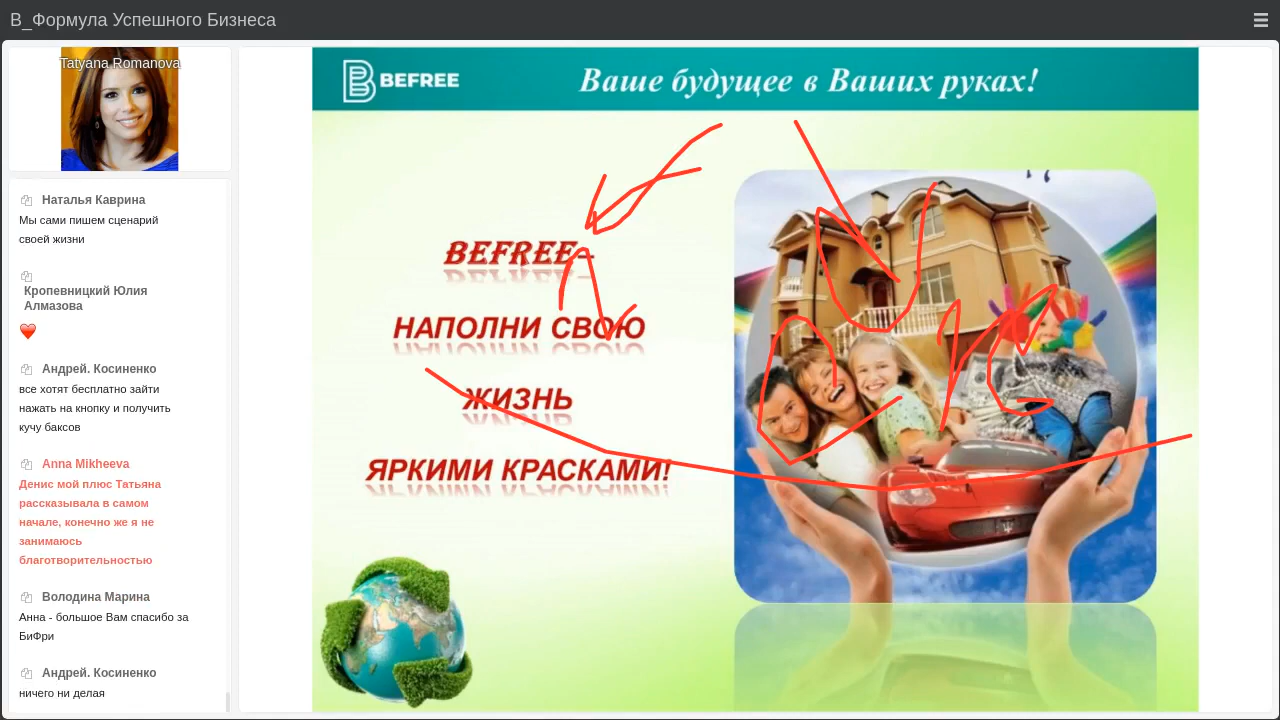 В_Формула Успешного Бизнеса
Tatyana Romanova
Наталья Каврина
Мы сами пишем сценарий
своей жизни
Кропевницкий Юлия
Алмазова
Андрей. Косиненко
все хотят бесплатно зайти
нажать на кнопку и получить
кучу баксов
Anna Mikheeva
Денис мой плюс Татьяна
рассказывала в самом
начале, конечно же я не
занимаюсь
благотворительностью
Володина Марина
Анна - большое Вам спасибо за
БиФри
Андрей. Косиненко
ничего ни делая
BEFREE
Ваше будущее в Ваших руках!
BEFREE –
НАПОЛНИ СВОЮ
ЖИЗНЬ
ЯРКИМИ КРАСКАМИ!